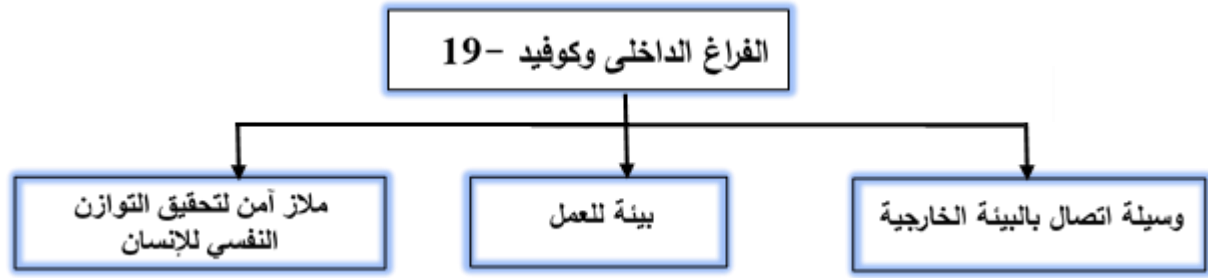 الفراغ الداخلى وكوفيد -19
وسيلة اتصال بالبيئة الخارجية
بيئة للعمل
ملاز آمن لتحقيق التوازن
النفسي للإنسان